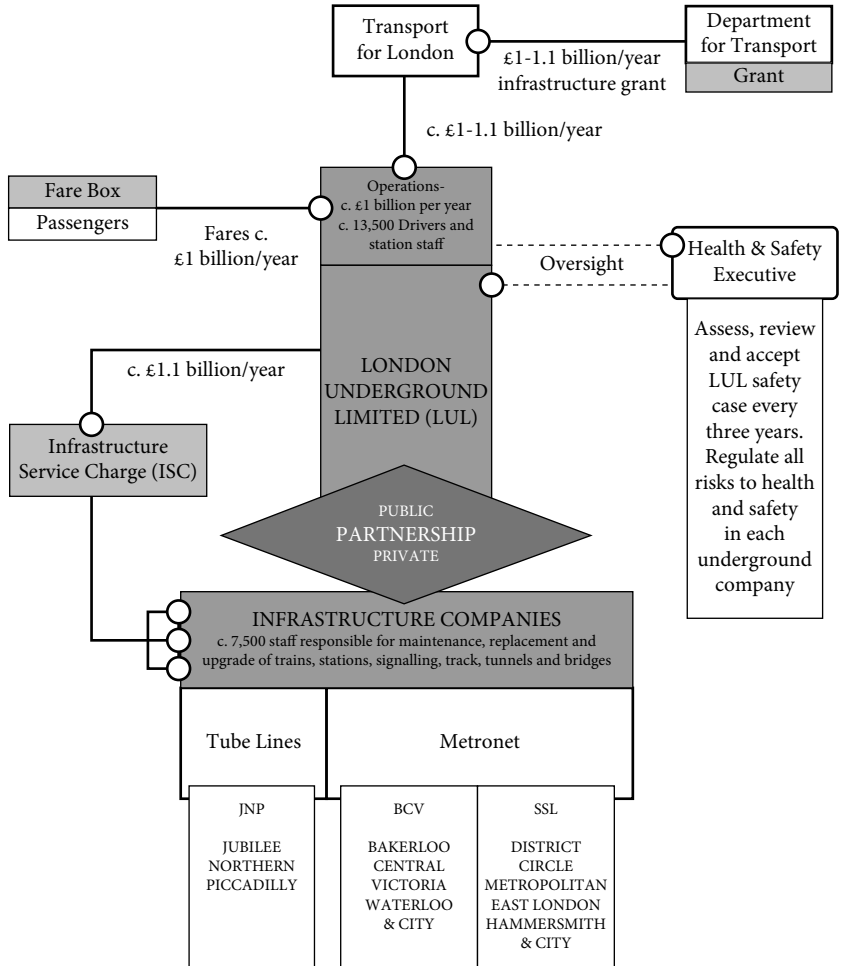 Transport
for London
Department
for Transport
Grant
£1-1.1 billion/year
infrastructure grant
c. £1-1.1 billion/year
Fare Box
Passengers
Fares c.
£1 billion/year
Operations-
c. £1 billion per year
c. 13,500 Drivers and
station staff
Oversight
Health & Safety
Executive
Assess, review
and accept
LUL safety
case every
three years.
Regulate all
risks to health
and safety
in each
underground
company
c. £1.1 billion/year
LONDON
UNDERGROUND
LIMITED (LUL)
Infrastructure
Service Charge (ISC)
PUBLIC
PARTNERSHIP
PRIVATE
INFRASTRUCTURE COMPANIES
c. 7,500 staff responsible for maintenance, replacement and
upgrade of trains, stations, signalling, track, tunnels and bridges
Tube Lines
Metronet
JNP
JUBILEE
NORTHERN
PICCADILLY
BCV
BAKERLOO
CENTRAL
VICTORIA
WATERLOO
& CITY
SSL
DISTRICT
CIRCLE
METROPOLITAN
EAST LONDON
HAMMERSMITH
& CITY